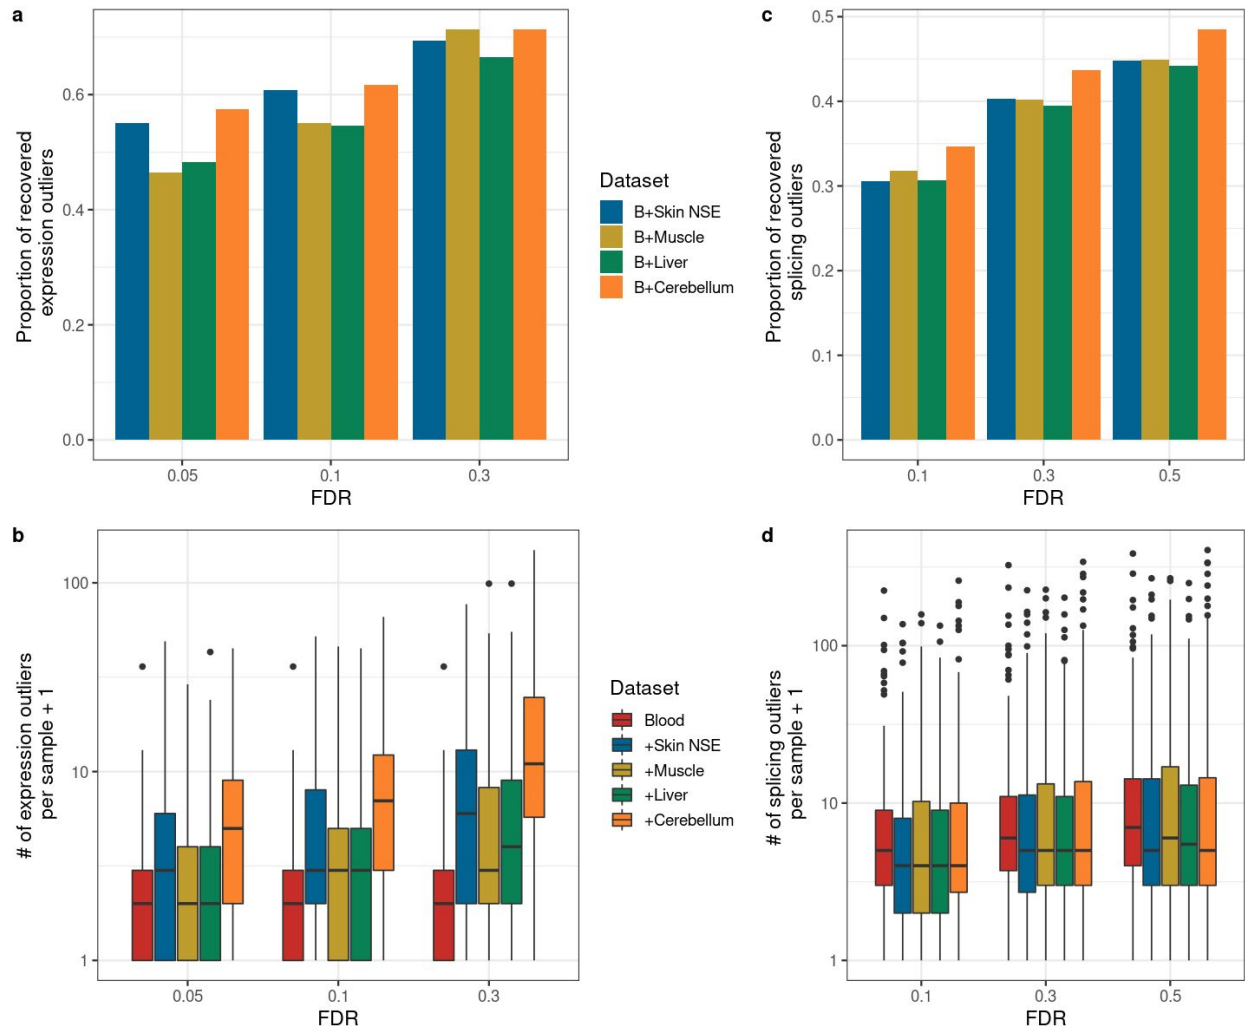 a
Proportion of recovered
expression outliers
0.6
0.4
0.2
0.0
0.05
0.1
0.3
FDR
Dataset
B+Skin NSE
B+Muscle
B+Liver
B+Cerebellum
c
Proportion of recovered
splicing outliers
0.5
0.4
0.3
0.2
0.1
0.0
0.1
0.3
0.5
FDR
b
# of expression outliers
per sample + 1
100
10
1
0.05
0.1
0.3
FDR
Dataset
Blood
+Skin NSE
+Muscle
+Liver
+Cerebellum
d
# of splicing outliers
per sample + 1
100
10
1
0.1
0.3
0.5
FDR